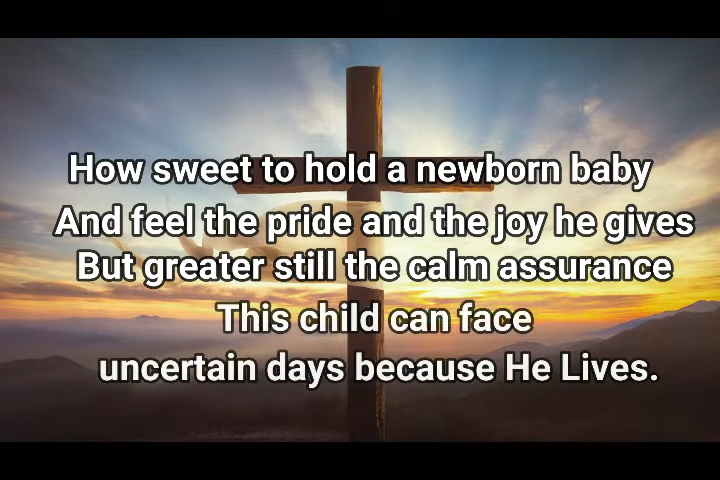 How sweet to hold a newborn baby
And feel the pride and the joy he gives
But greater still the calm assurance
This child can face
uncertain days because He Lives.